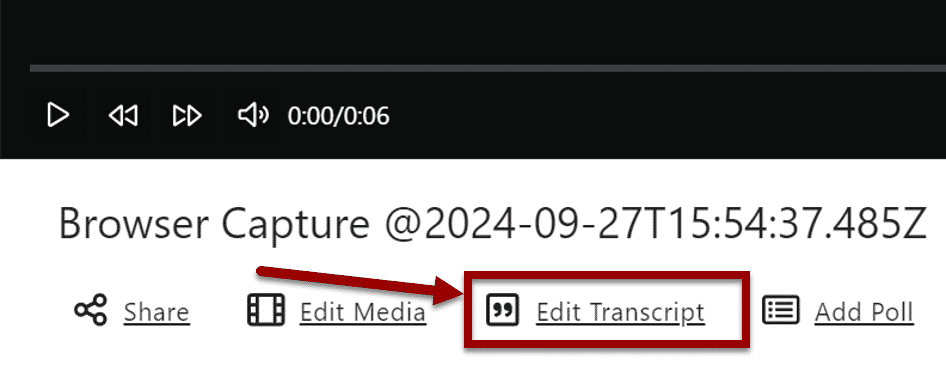 0:00/0:06
Browser Capture @2024-09-27T15:54:37.485Z
Share Edit Media Edit Transcript Add Poll